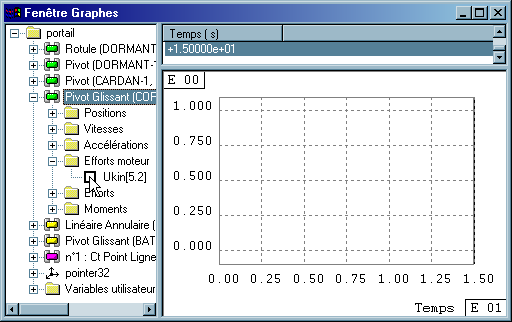 Fenêtre Graphes
portail
Rotule (DORMANT
Pivot (DORMANT-
Pivot (CARDAN-1,
Pivot Glissant (COF
Positions
Vitesses
Accélérations
Efforts moteur
Ukin[5.2]
Efforts
Moments
Linéaire Annulaire (
Pivot Glissant (BAT
n°1 : Ct Point Ligne
pointer32
Variables utilisateur
Temps ( s)
+1.50000e+01
E 00
1.000
0.750
0.500
0.250
0.000
0.00 0.25 0.50 0.75 1.00 1.25 1.50
Temps E 01